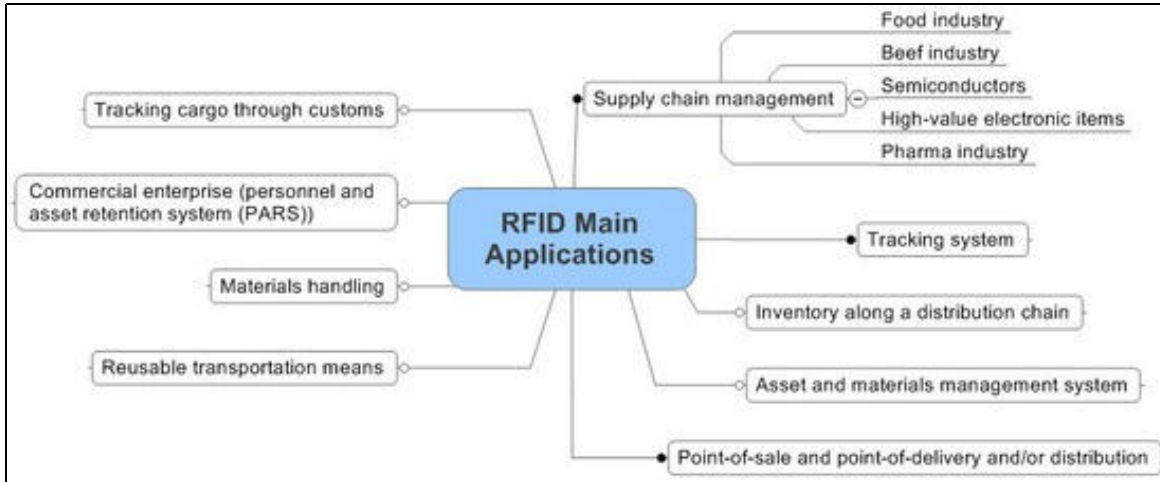 Food industry
Beef industry
Supply chain management
Semiconductors
High-value electronic items
Pharma industry
Tracking cargo through customs
Commercial enterprise (personnel and
asset retention system (PARS))
RFID Main
Applications
Tracking system
Materials handling
Inventory along a distribution chain
Reusable transportation means
Asset and materials management system
Point-of-sale and point-of-delivery and/or distribution